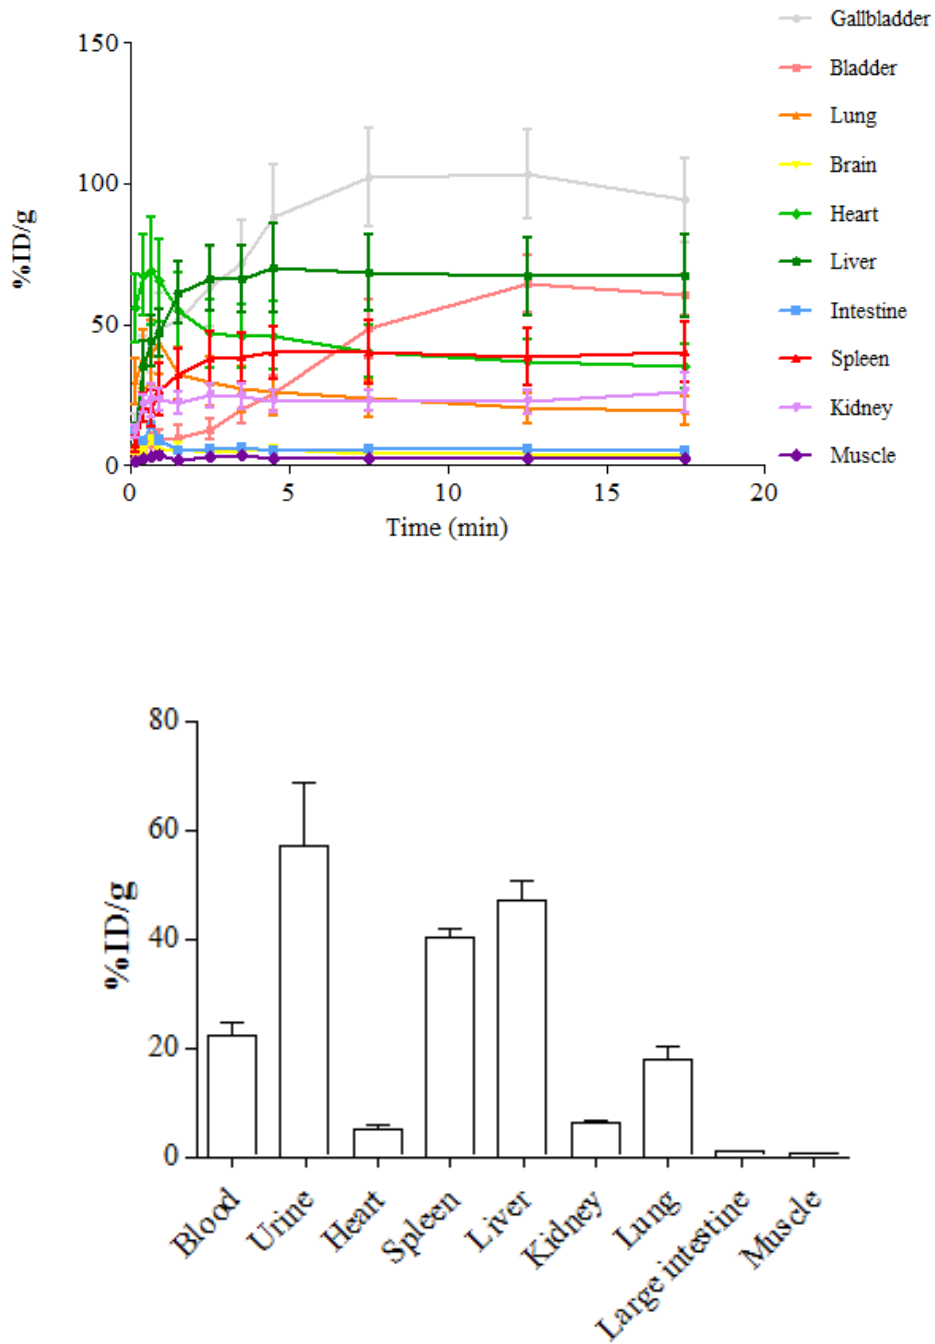 150
100
50
0
%ID/g
0 5 10 15 20
Time (min)
Gallbladder
Bladder
Lung
Brain
Heart
Liver
Intestine
Spleen
Kidney
Muscle
80
60
40
20
0
%ID/g
Blood
Urine
Heart
Spleen
Liver
Kidney
Lung
Large intestine
Muscle